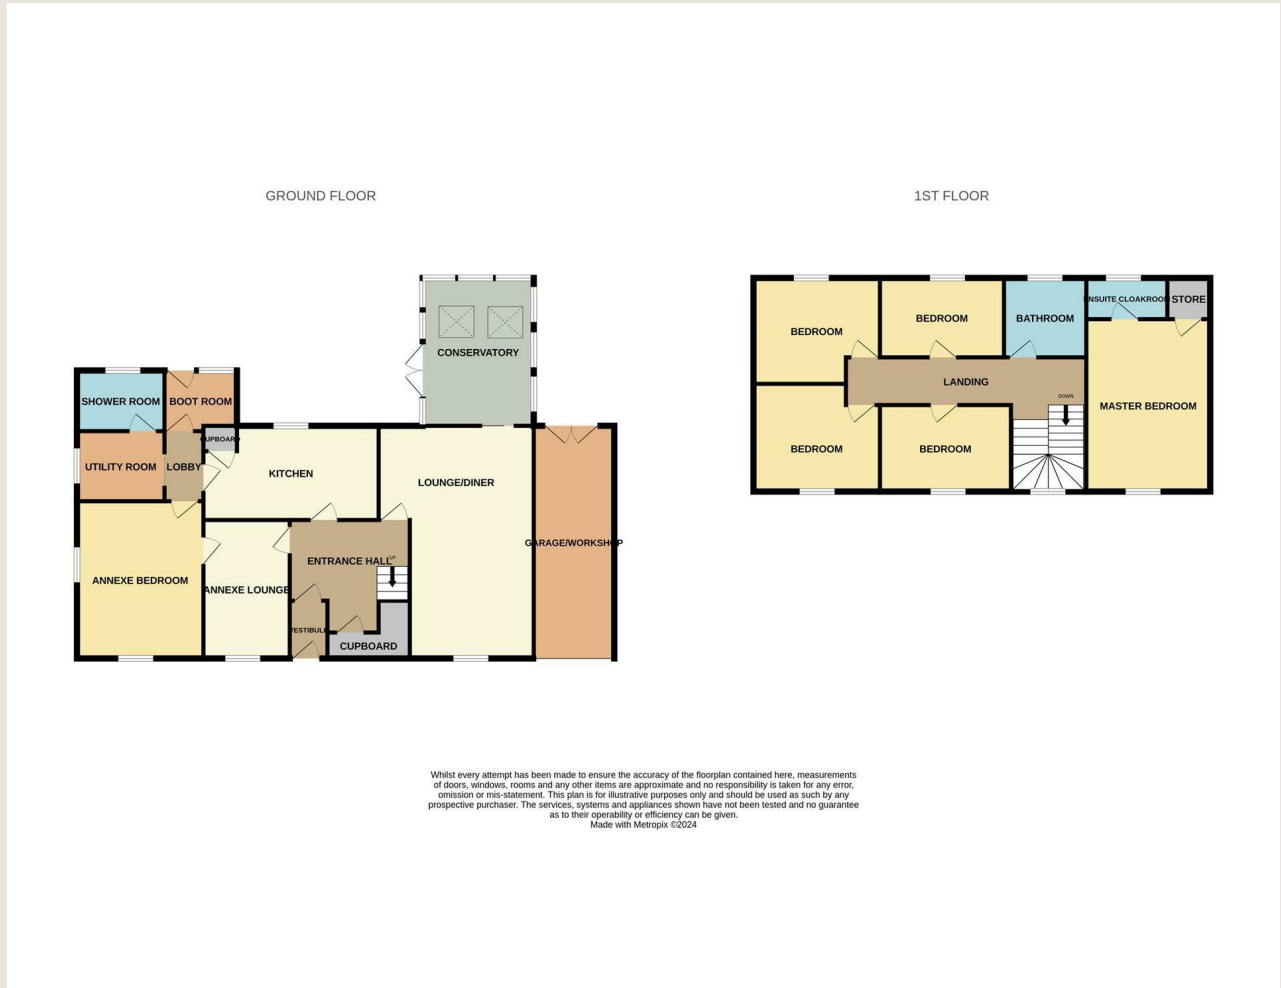 GROUND FLOOR
1ST FLOOR
CONSERVATORY
SHOWER ROOM
BOOT ROOM
CUPBOARD
UTILITY ROOM
LOBBY
KITCHEN
LOUNGE/DINER
GARAGE/WORKSHOP
ENTRANCE HALL
UP
ANNEXE BEDROOM
ANNEXE LOUNGE
VESTIBULE
CUPBOARD
BEDROOM
BEDROOM
BATHROOM
ENSUITE CLOAKROOM
STORE
LANDING
DOWN
MASTER BEDROOM
BEDROOM
BEDROOM
Whilst every attempt has been made to ensure the accuracy of the floorplan contained here, measurements
of doors, windows, rooms and any other items are approximate and no responsibility is taken for any error,
omission or mis-statement. This plan is for illustrative purposes only and should be used as such by any
prospective purchaser. The services, systems and appliances shown have not been tested and no guarantee
as to their operability or efficiency can be given.
Made with Metropix ©2024